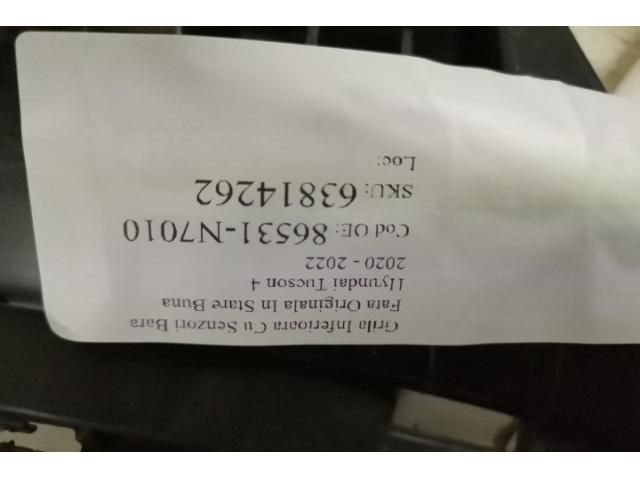 Grila Inferioara Cu Senzori Bara
Fata Originala In Stare Buna
Hyundai Tucson 4
2020 - 2022
Cod OE: 86531-N7010
SKU: 63814262
Loc: